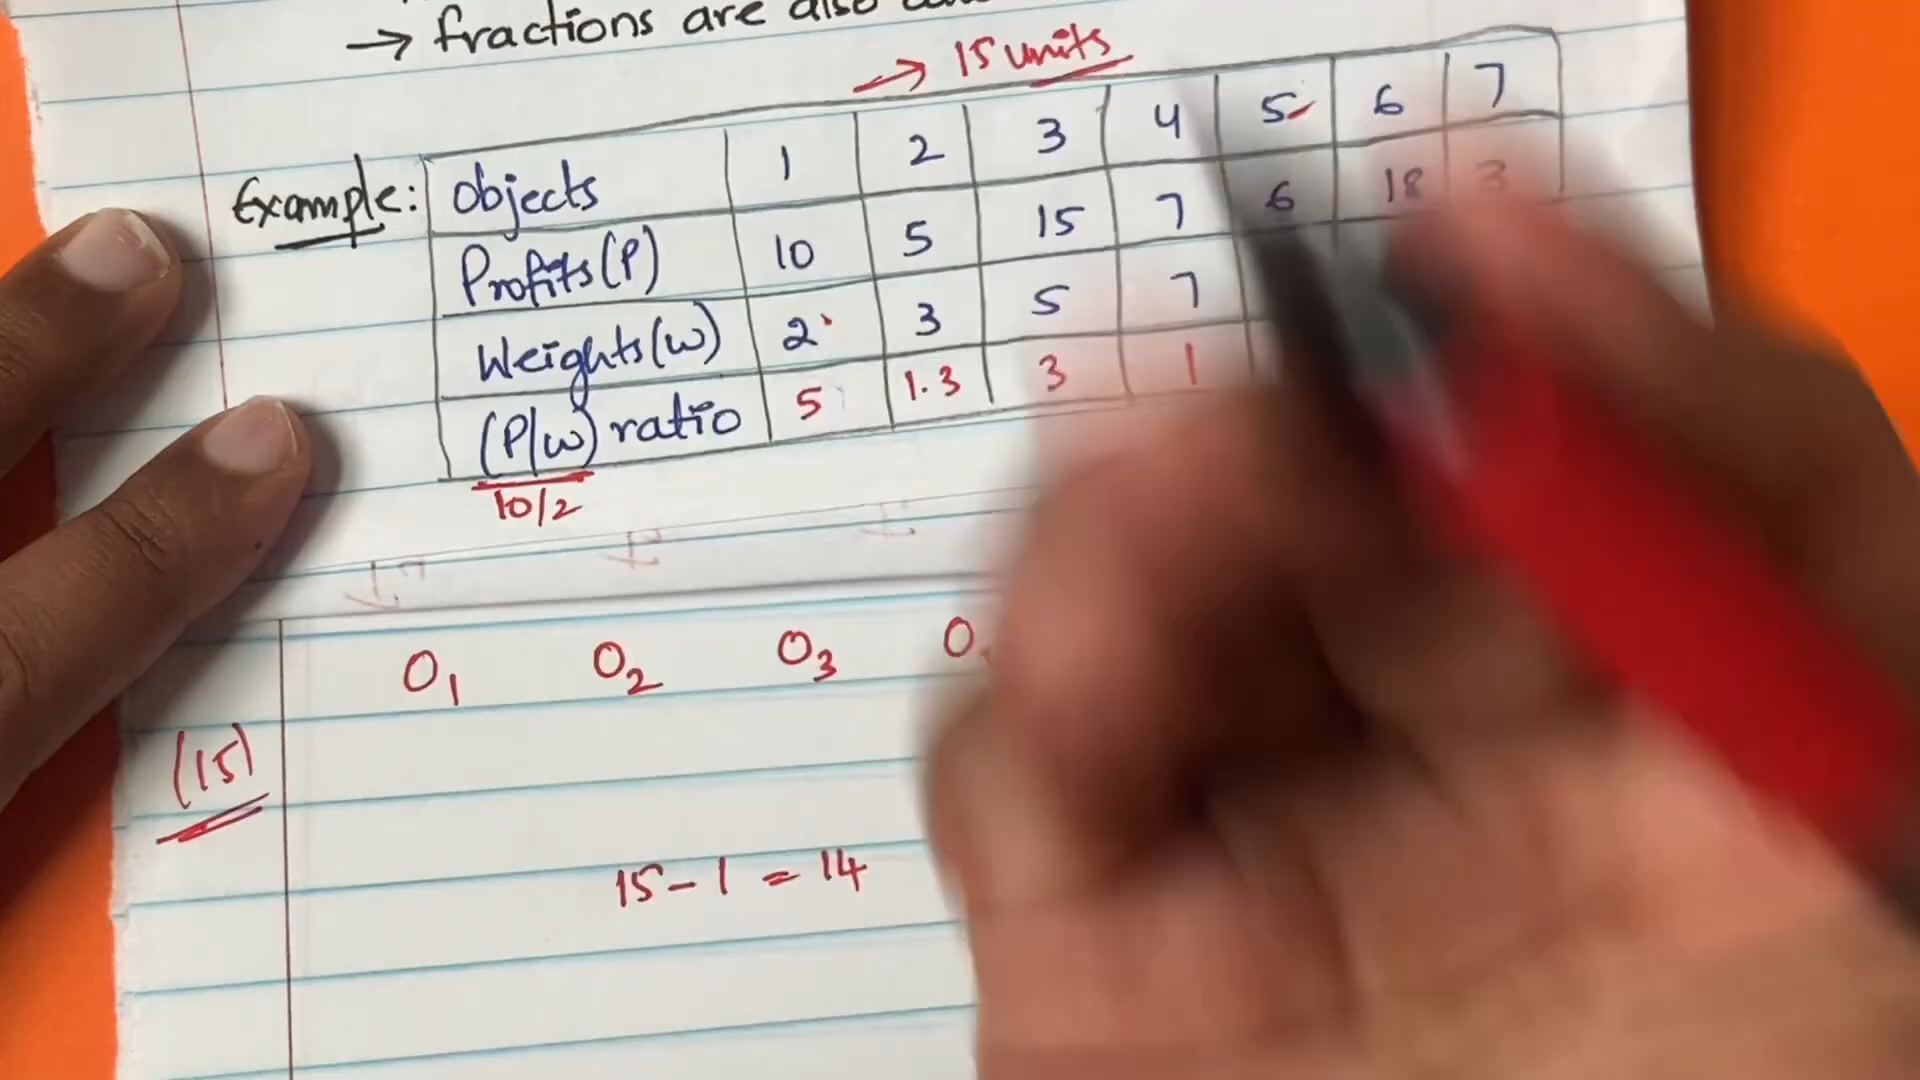 → fractions are also
→ 15 units
Example: Objects 1 2 3 4 5 6 7
Profits(P) 10 5 15 7 6 18 3
Weights(w) 2 3 5 7
(P/w) ratio 5 1.3 3 1
10/2
O1 O2 O3 O
(15)
15 - 1 = 14